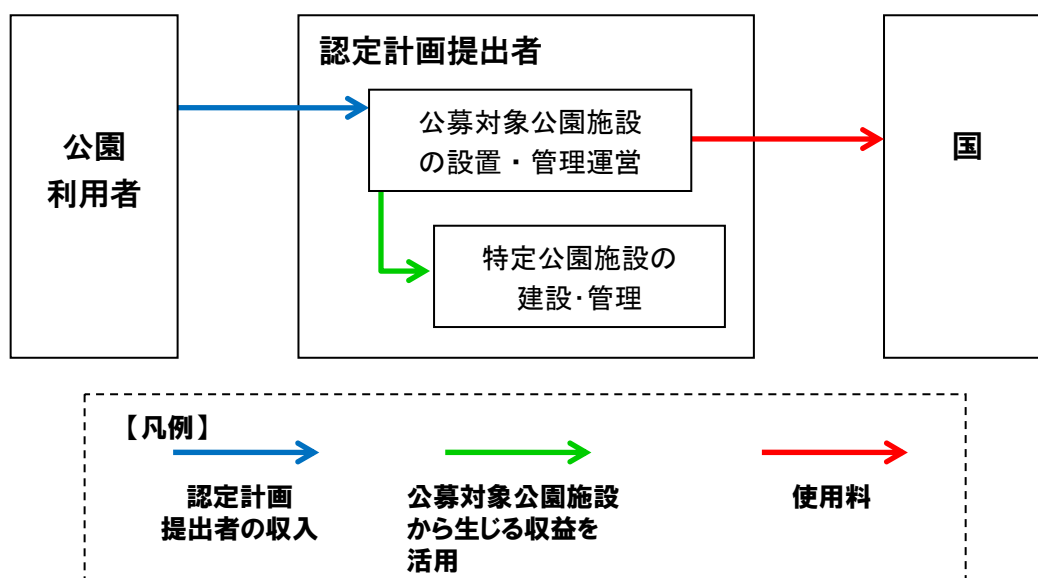 公園
利用者
認定計画提出者
公募対象公園施設
の設置・管理運営
特定公園施設の
建設・管理
国
【凡例】
認定計画
提出者の収入
公募対象公園施設
から生じる収益を
活用
使用料